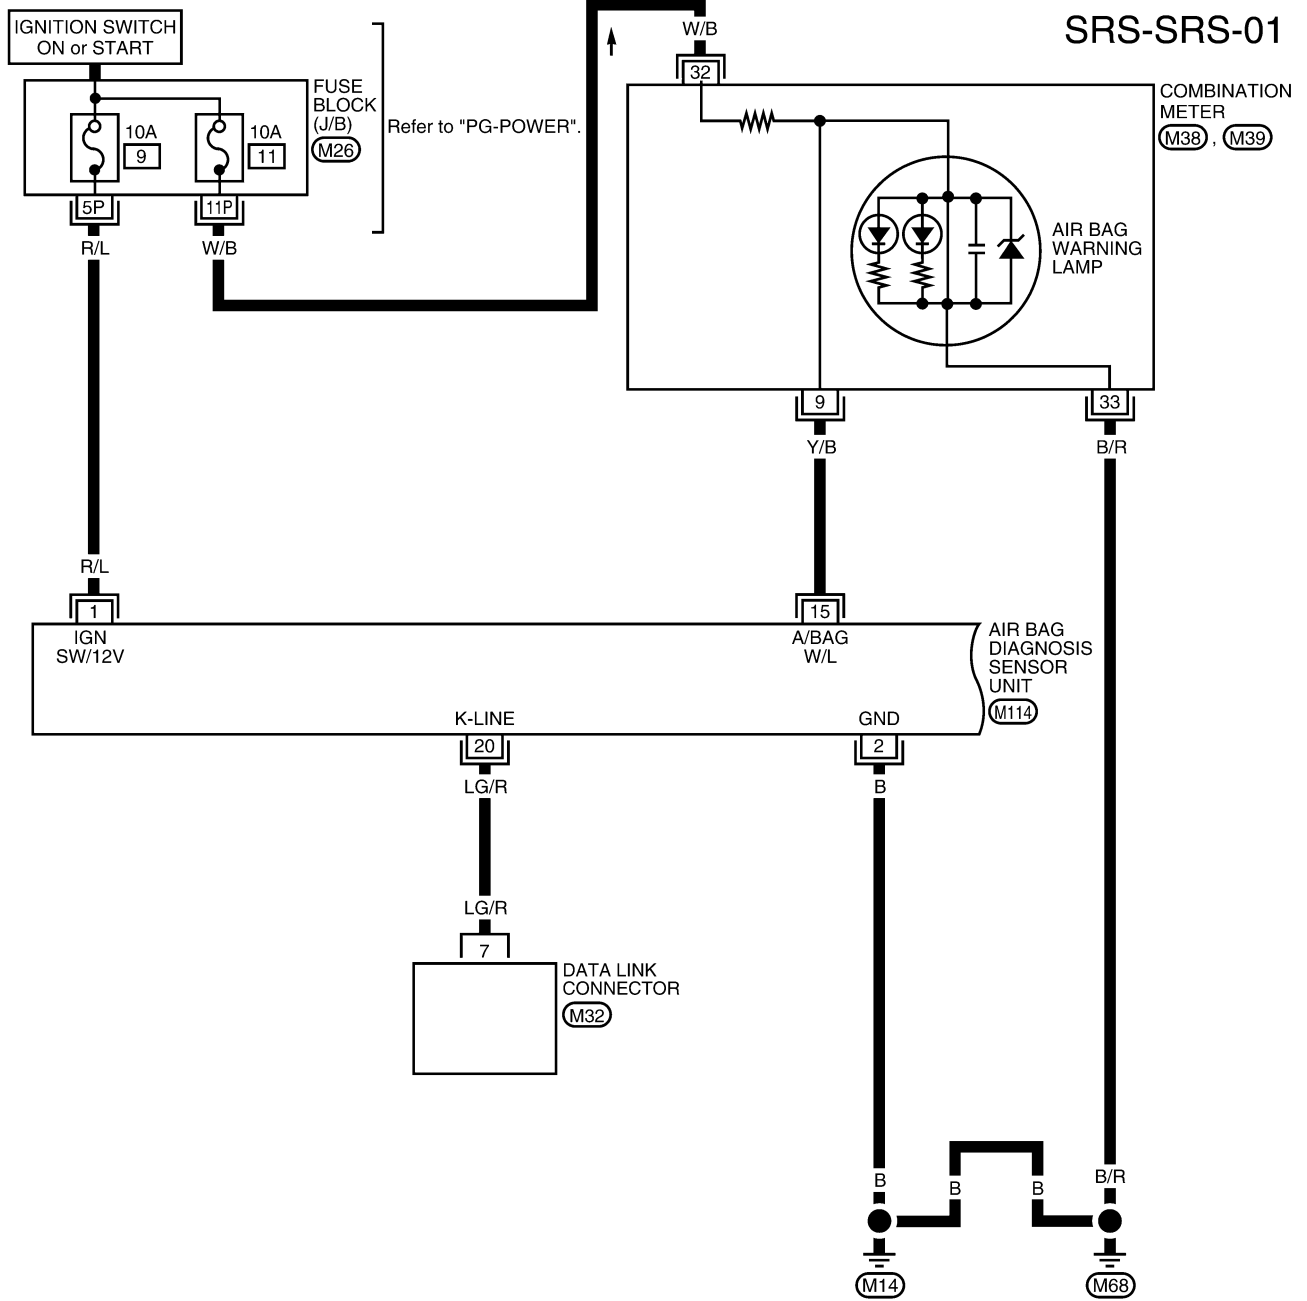 SRS-SRS-01
IGNITION SWITCH
ON or START
FUSE
BLOCK
(J/B)
M26
10A
9
10A
11
5P
11P
Refer to "PG-POWER".
R/L
W/B
W/B
32
COMBINATION
METER
M38 , M39
AIR BAG
WARNING
LAMP
9
33
Y/B
B/R
R/L
1
15
IGN
SW/12V
A/BAG
W/L
AIR BAG
DIAGNOSIS
SENSOR
UNIT
M114
K-LINE
GND
20
2
LG/R
B
LG/R
7
DATA LINK
CONNECTOR
M32
B
B
B
B/R
M14
M68